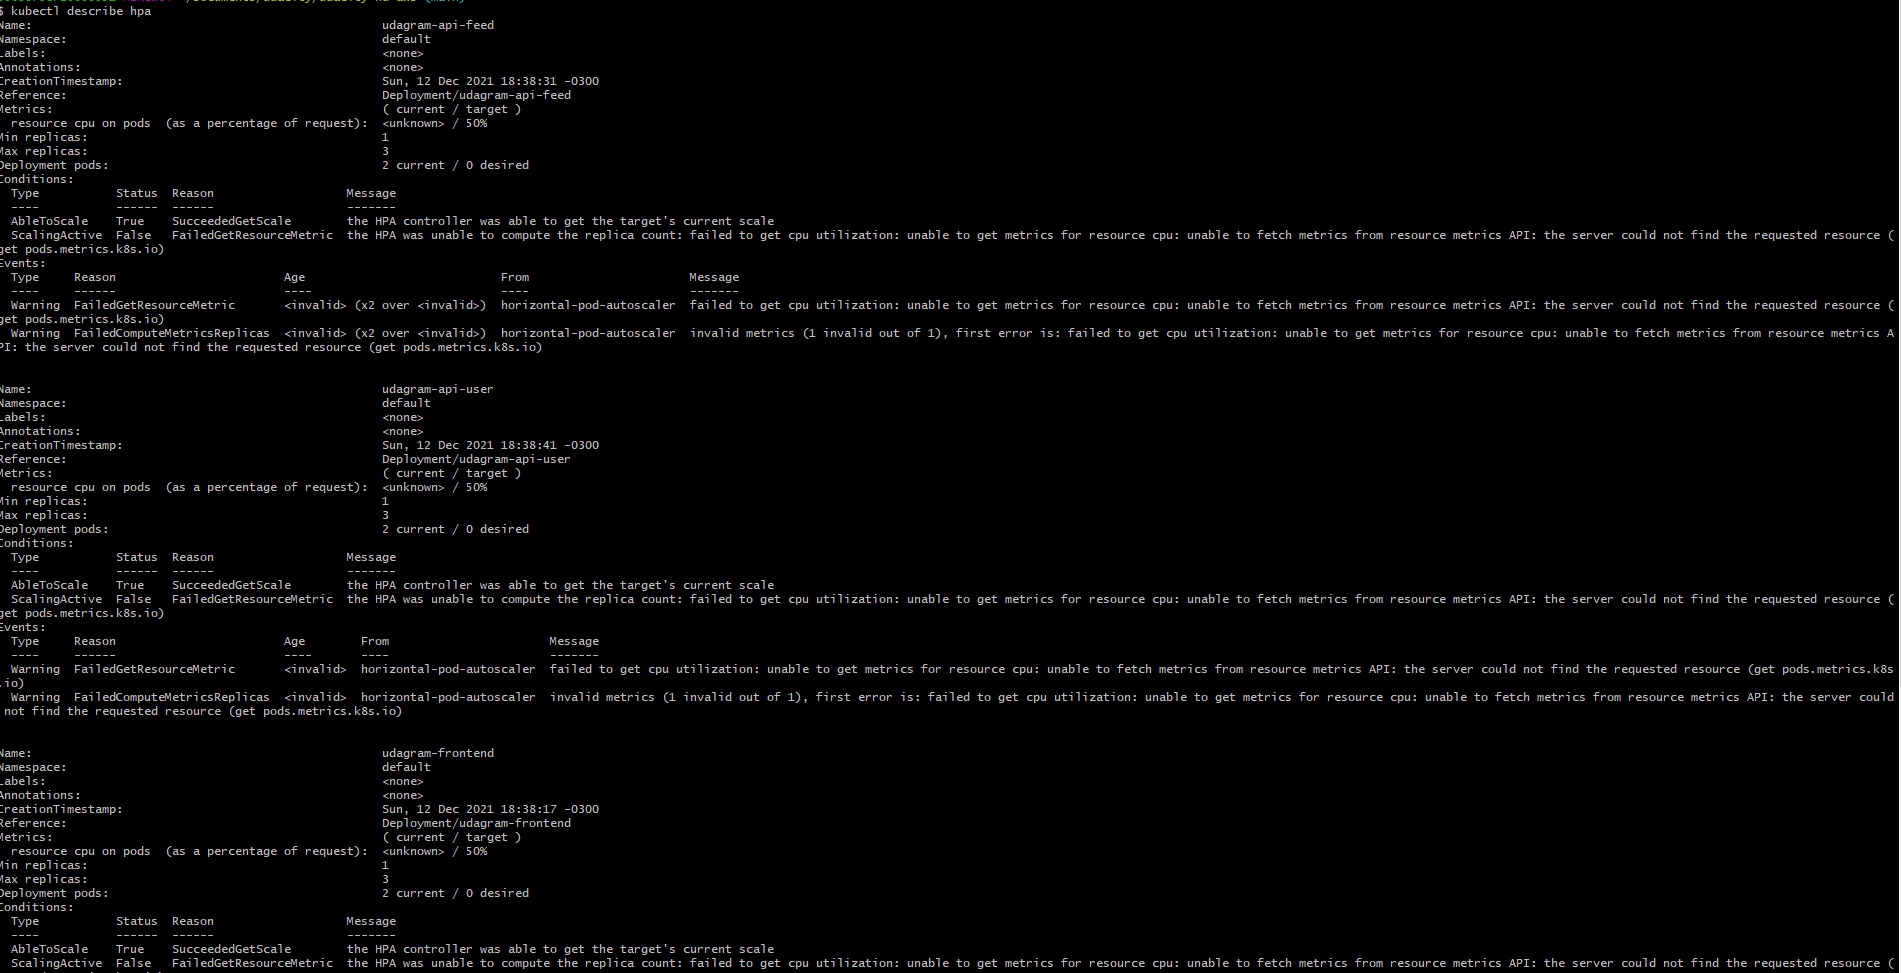 $ kubectl describe hpa
Name: udagram-api-feed
Namespace: default
Labels: <none>
Annotations: <none>
CreationTimestamp: Sun, 12 Dec 2021 18:38:31 -0300
Reference: Deployment/udagram-api-feed
Metrics: ( current / target )
resource cpu on pods (as a percentage of request): <unknown> / 50%
Min replicas: 1
Max replicas: 3
Deployment pods: 2 current / 0 desired
Conditions:
Type Status Reason Message
---- ------ ------ -------
AbleToScale True SucceededGetScale the HPA controller was able to get the target's current scale
ScalingActive False FailedGetResourceMetric the HPA was unable to compute the replica count: failed to get cpu utilization: unable to get metrics for resource cpu: unable to fetch metrics from resource metrics API: the server could not find the requested resource (
get pods.metrics.k8s.io)
Events:
Type Reason Age From Message
---- ------ ---- ---- -------
Warning FailedGetResourceMetric <invalid> (x2 over <invalid>) horizontal-pod-autoscaler failed to get cpu utilization: unable to get metrics for resource cpu: unable to fetch metrics from resource metrics API: the server could not find the requested resource (
get pods.metrics.k8s.io)
Warning FailedComputeMetricsReplicas <invalid> (x2 over <invalid>) horizontal-pod-autoscaler invalid metrics (1 invalid out of 1), first error is: failed to get cpu utilization: unable to get metrics for resource cpu: unable to fetch metrics from resource metrics A
PI: the server could not find the requested resource (get pods.metrics.k8s.io)
Name: udagram-api-user
Namespace: default
Labels: <none>
Annotations: <none>
CreationTimestamp: Sun, 12 Dec 2021 18:38:41 -0300
Reference: Deployment/udagram-api-user
Metrics: ( current / target )
resource cpu on pods (as a percentage of request): <unknown> / 50%
Min replicas: 1
Max replicas: 3
Deployment pods: 2 current / 0 desired
Conditions:
Type Status Reason Message
---- ------ ------ -------
AbleToScale True SucceededGetScale the HPA controller was able to get the target's current scale
ScalingActive False FailedGetResourceMetric the HPA was unable to compute the replica count: failed to get cpu utilization: unable to get metrics for resource cpu: unable to fetch metrics from resource metrics API: the server could not find the requested resource (
get pods.metrics.k8s.io)
Events:
Type Reason Age From Message
---- ------ ---- ---- -------
Warning FailedGetResourceMetric <invalid> horizontal-pod-autoscaler failed to get cpu utilization: unable to get metrics for resource cpu: unable to fetch metrics from resource metrics API: the server could not find the requested resource (get pods.metrics.k8s
.io)
Warning FailedComputeMetricsReplicas <invalid> horizontal-pod-autoscaler invalid metrics (1 invalid out of 1), first error is: failed to get cpu utilization: unable to get metrics for resource cpu: unable to fetch metrics from resource metrics API: the server could
not find the requested resource (get pods.metrics.k8s.io)
Name: udagram-frontend
Namespace: default
Labels: <none>
Annotations: <none>
CreationTimestamp: Sun, 12 Dec 2021 18:38:17 -0300
Reference: Deployment/udagram-frontend
Metrics: ( current / target )
resource cpu on pods (as a percentage of request): <unknown> / 50%
Min replicas: 1
Max replicas: 3
Deployment pods: 2 current / 0 desired
Conditions:
Type Status Reason Message
---- ------ ------ -------
AbleToScale True SucceededGetScale the HPA controller was able to get the target's current scale
ScalingActive False FailedGetResourceMetric the HPA was unable to compute the replica count: failed to get cpu utilization: unable to get metrics for resource cpu: unable to fetch metrics from resource metrics API: the server could not find the requested resource (